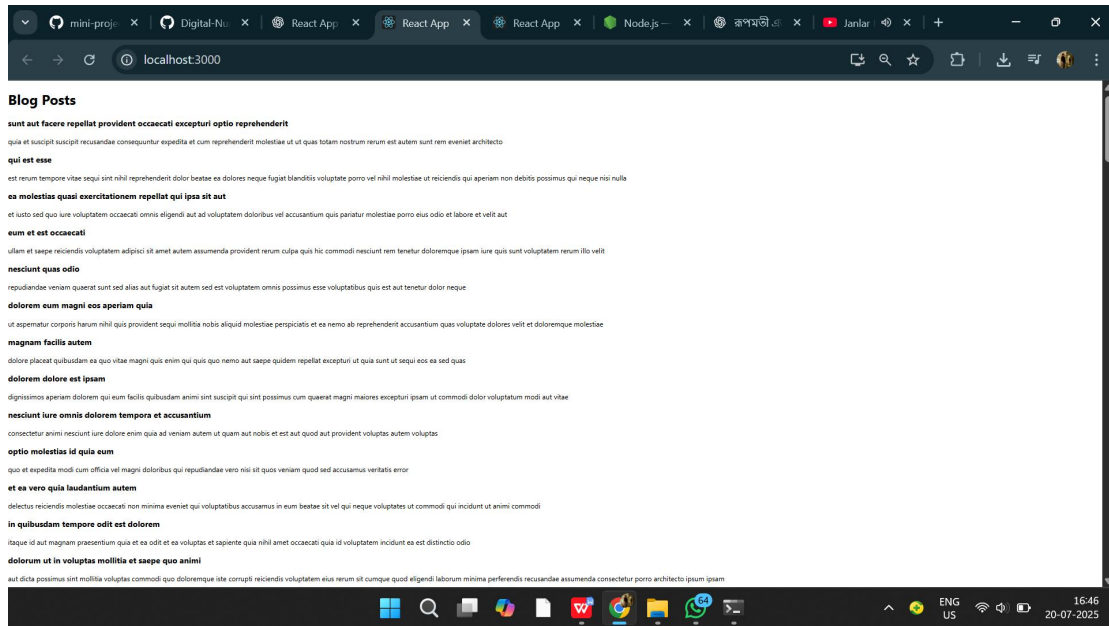 mini-proje
Digital-Nu
React App
React App
React App
Node.js —
রূপমতী এ
Janlar
localhost:3000
Blog Posts
sunt aut facere repellat provident occaecati excepturi optio reprehenderit
quia et suscipit suscipit recusandae consequuntur expedita et cum reprehenderit molestiae ut ut quas totam nostrum rerum est autem sunt rem eveniet architecto
qui est esse
est rerum tempore vitae sequi sint nihil reprehenderit dolor beatae ea dolores neque fugiat blanditiis voluptate porro vel nihil molestiae ut reiciendis qui aperiam non debitis possimus qui neque nisi nulla
ea molestias quasi exercitationem repellat qui ipsa sit aut
et iusto sed quo iure voluptatem occaecati omnis eligendi aut ad voluptatem doloribus vel accusantium quis pariatur molestiae porro eius odio et labore et velit aut
eum et est occaecati
ullam et saepe reiciendis voluptatem adipisci sit amet autem assumenda provident rerum culpa quis hic commodi nesciunt rem tenetur doloremque ipsam iure quis sunt voluptatem rerum illo velit
nesciunt quas odio
repudiandae veniam quaerat sunt sed alias aut fugiat sit autem sed est voluptatem omnis possimus esse voluptatibus quis est aut tenetur dolor neque
dolorem eum magni eos aperiam quia
ut aspernatur corporis harum nihil quis provident sequi mollitia nobis aliquid molestiae perspiciatis et ea nemo ab reprehenderit accusantium quas voluptate dolores velit et doloremque molestiae
magnam facilis autem
dolore placeat quibusdam ea quo vitae magni quis enim qui quis quo nemo aut saepe quidem repellat excepturi ut quia sunt ut sequi eos ea sed quas
dolorem dolore est ipsam
dignissimos aperiam dolorem qui eum facilis quibusdam animi sint suscipit qui sint possimus cum quaerat magni maiores excepturi ipsam ut commodi dolor voluptatum modi aut vitae
nesciunt iure omnis dolorem tempora et accusantium
consectetur animi nesciunt iure dolore enim quia ad veniam autem ut quam aut nobis et est aut quod aut provident voluptas autem voluptas
optio molestias id quia eum
quo et expedita modi cum officia vel magni doloribus qui repudiandae vero nisi sit quos veniam quod sed accusamus veritatis error
et ea vero quia laudantium autem
delectus reiciendis molestiae occaecati non minima eveniet qui voluptatibus accusamus in eum beatae sit vel qui neque voluptates ut commodi qui incidunt ut animi commodi
in quibusdam tempore odit est dolorem
itaque id aut magnam praesentium quia et ea odit et ea voluptas et sapiente quia nihil amet occaecati quia id voluptatem incidunt ea est distinctio odio
dolorum ut in voluptas mollitia et saepe quo animi
aut dicta possimus sint mollitia voluptas commodi quo doloremque iste corrupti reiciendis voluptatem eius rerum sit cumque quod eligendi laborum minima perferendis recusandae assumenda consectetur porro architecto ipsum ipsam
64
ENG
US
16:46
20-07-2025